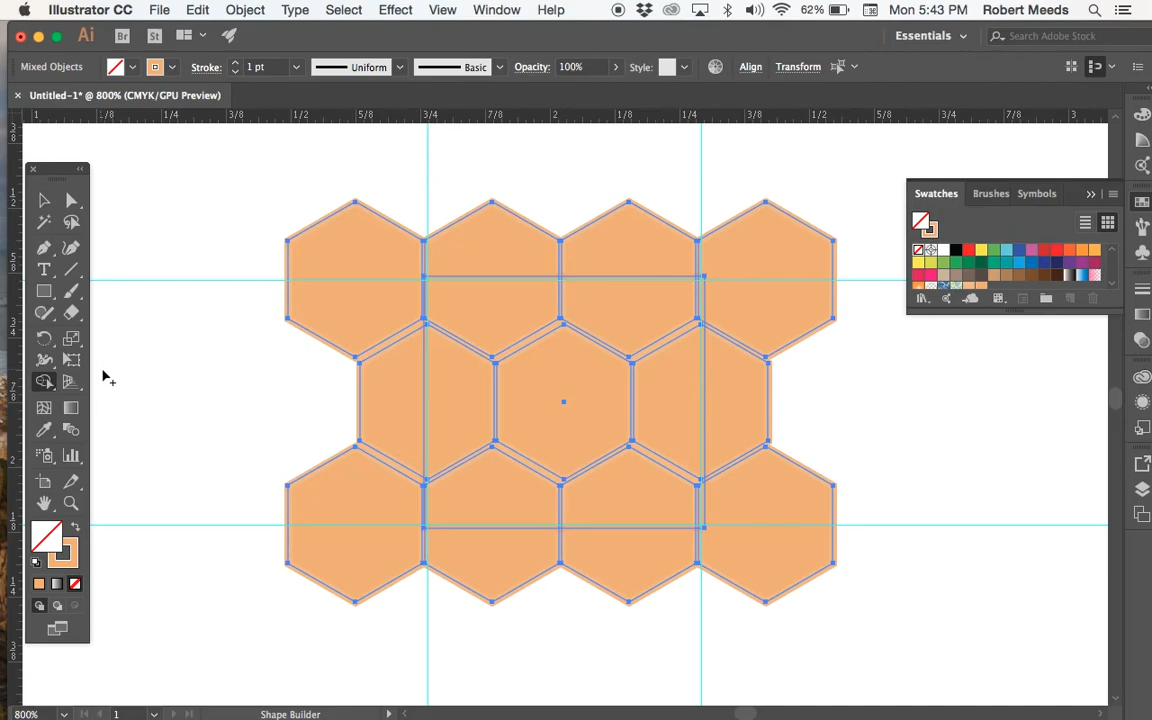 Illustrator CC File Edit Object Type Select Effect View Window Help 62% Mon 5:43 PM Robert Meeds
Ai Br St Essentials Search Adobe Stock
Mixed Objects Stroke: 1 pt Uniform Basic Opacity: 100% Style: Align Transform
× Untitled-1* @ 800% (CMYK/GPU Preview)
1 1/8 1/4 3/8 1/2 5/8 3/4 7/8 2 1/8 1/4 3/8 1/2 5/8 3/4 7/8 3
Swatches Brushes Symbols
T
800% 1 Shape Builder